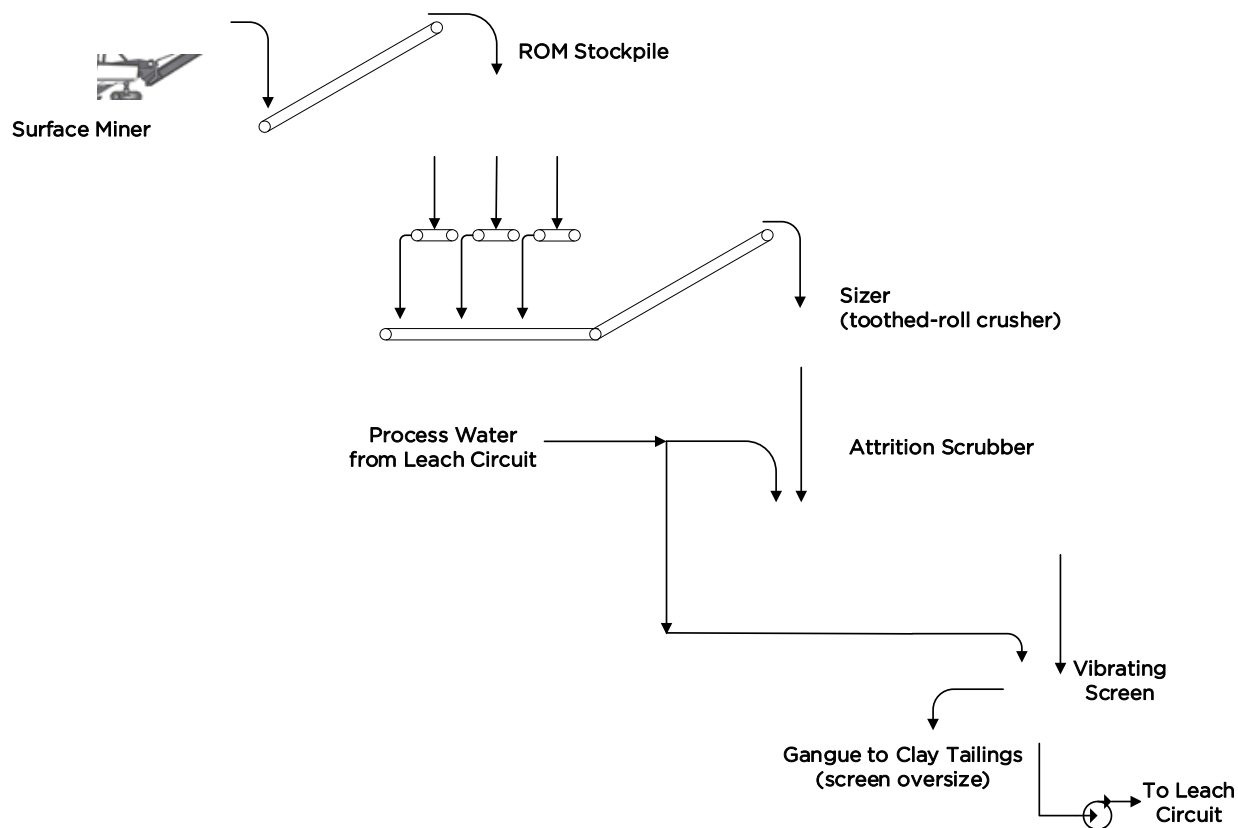 ROM Stockpile
Surface Miner
Sizer
(toothed-roll crusher)
Process Water
from Leach Circuit
Attrition Scrubber
Vibrating
Screen
Gangue to Clay Tailings
(screen oversize)
To Leach
Circuit